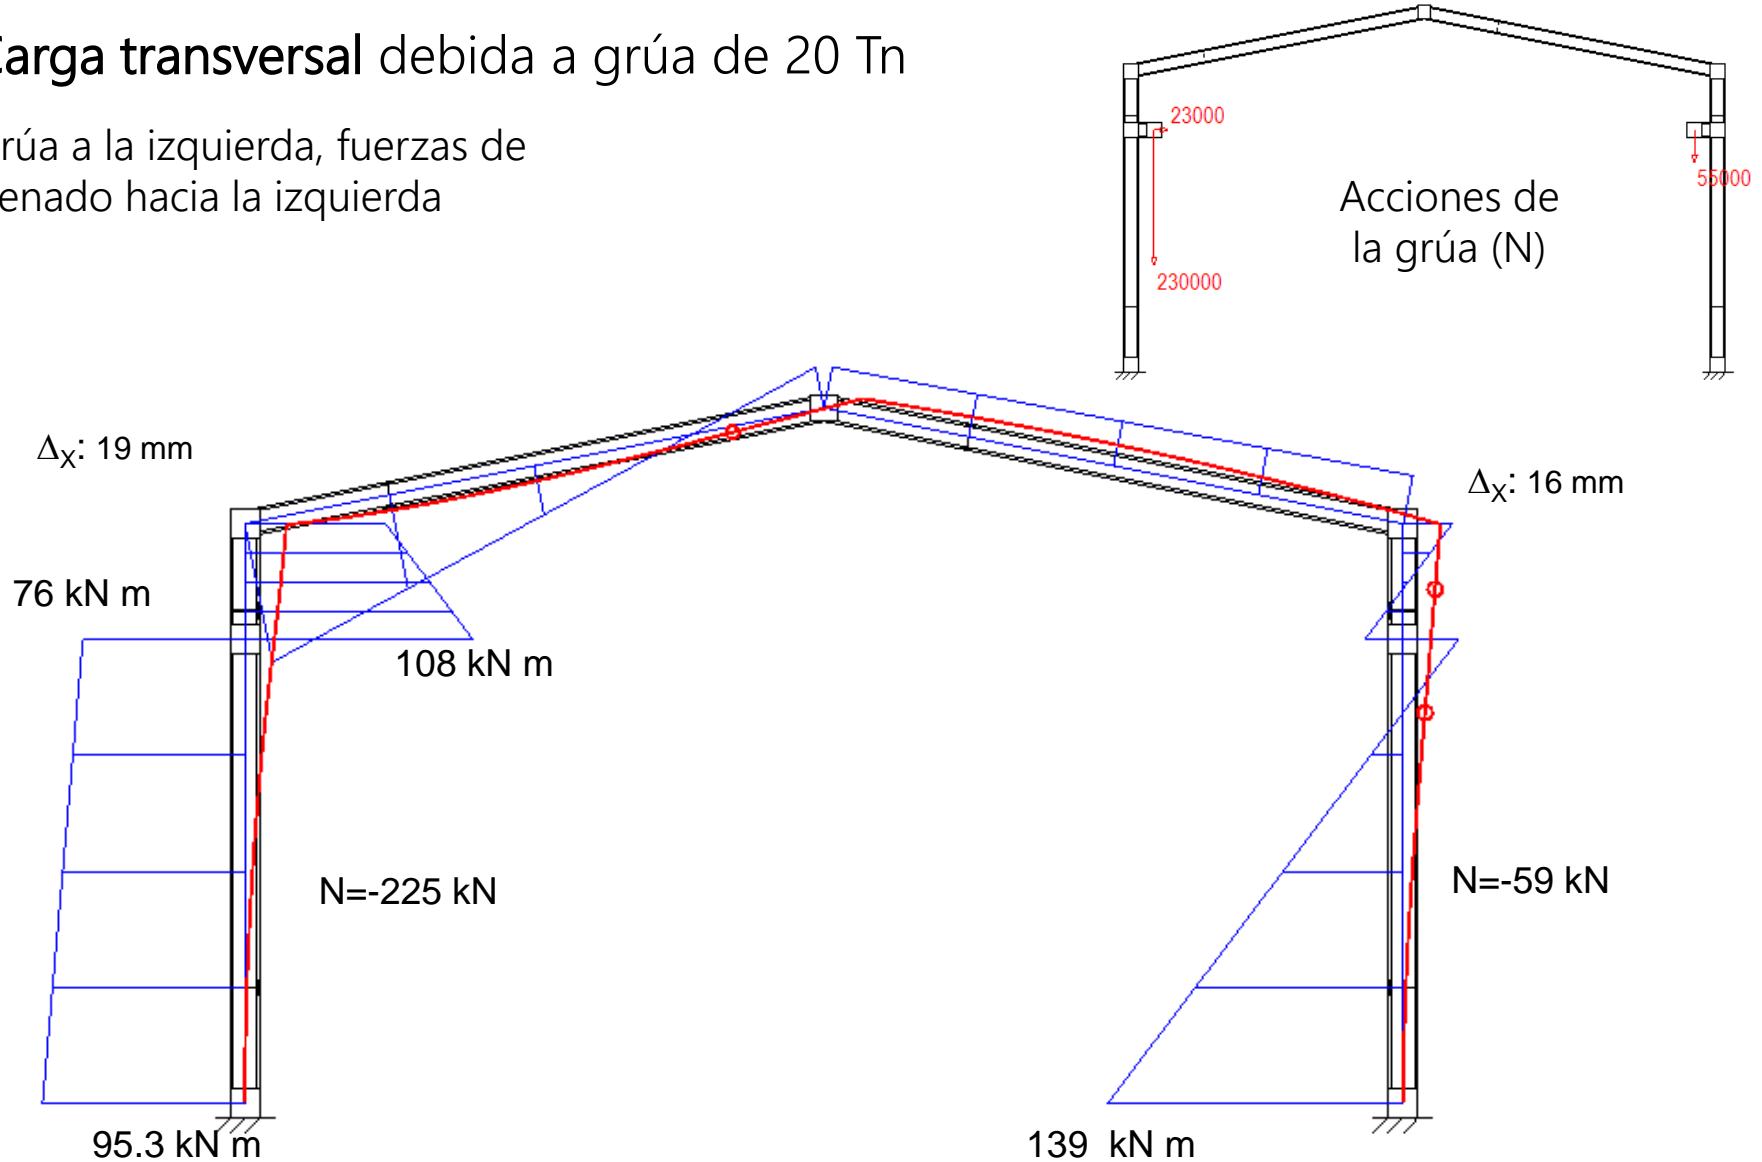 Carga transversal debida a grúa de 20 Tn
rúa a la izquierda, fuerzas de
enado hacia la izquierda
23000
55000
230000
Acciones de
la grúa (N)
ΔX: 19 mm
ΔX: 16 mm
76 kN m
108 kN m
N=-225 kN
N=-59 kN
95.3 kN m
139 kN m